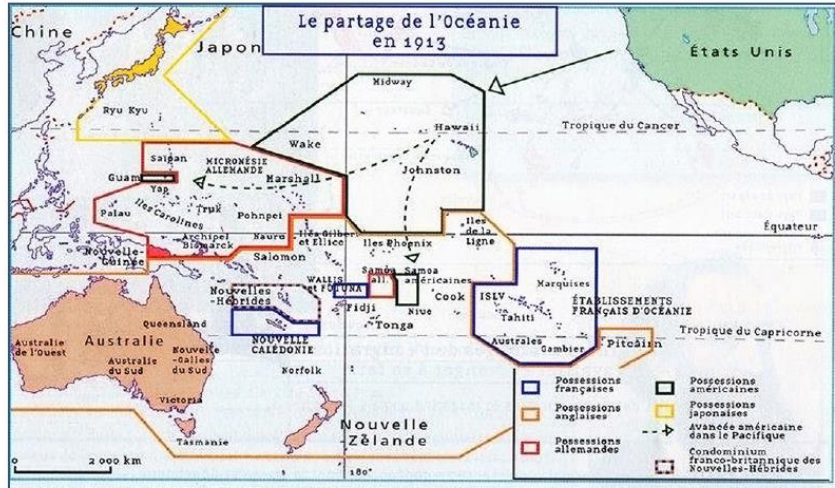 Le partage de l'Océanie
en 1913
Chine
Japon
États Unis
Midway
Ryu Kyu
Hawaii
Tropique du Cancer
Wake
Saïpan
MICRONÉSIE
ALLEMANDE
Guam
Marshall
Johnston
Yap
Palau
Iles Carolines
Truk
Pohnpei
Iles
de la
Ligne
Équateur
Archipel
Bismarck
Nauru
Iles Gilbert
et Ellice
Iles Phoenix
Nouvelle-
Guinée
Salomon
Samoa
all.
Samoa
américaines
WALLIS
et FUTUNA
Nouvelles
-Hébrides
Marquises
Cook
ISLV
ÉTABLISSEMENTS
FRANÇAIS D'OCÉANIE
Fidji
Niue
Tahiti
Tonga
Queensland
Australie
Australie
de l'Ouest
Australie
du Sud
Nouvelle
-Galles
du Sud
NOUVELLE
CALÉDONIE
Tropique du Capricorne
Australes
Gambier
Pitcaïrn
Norfolk
Victoria
Nouvelle
Zélande
Tasmanie
2 000 km
0
180°
Possessions
françaises
Possessions
anglaises
Possessions
allemandes
Possessions
américaines
Possessions
japonaises
Avancée américaine
dans le Pacifique
Condominium
franco-britannique des
Nouvelles-Hébrides